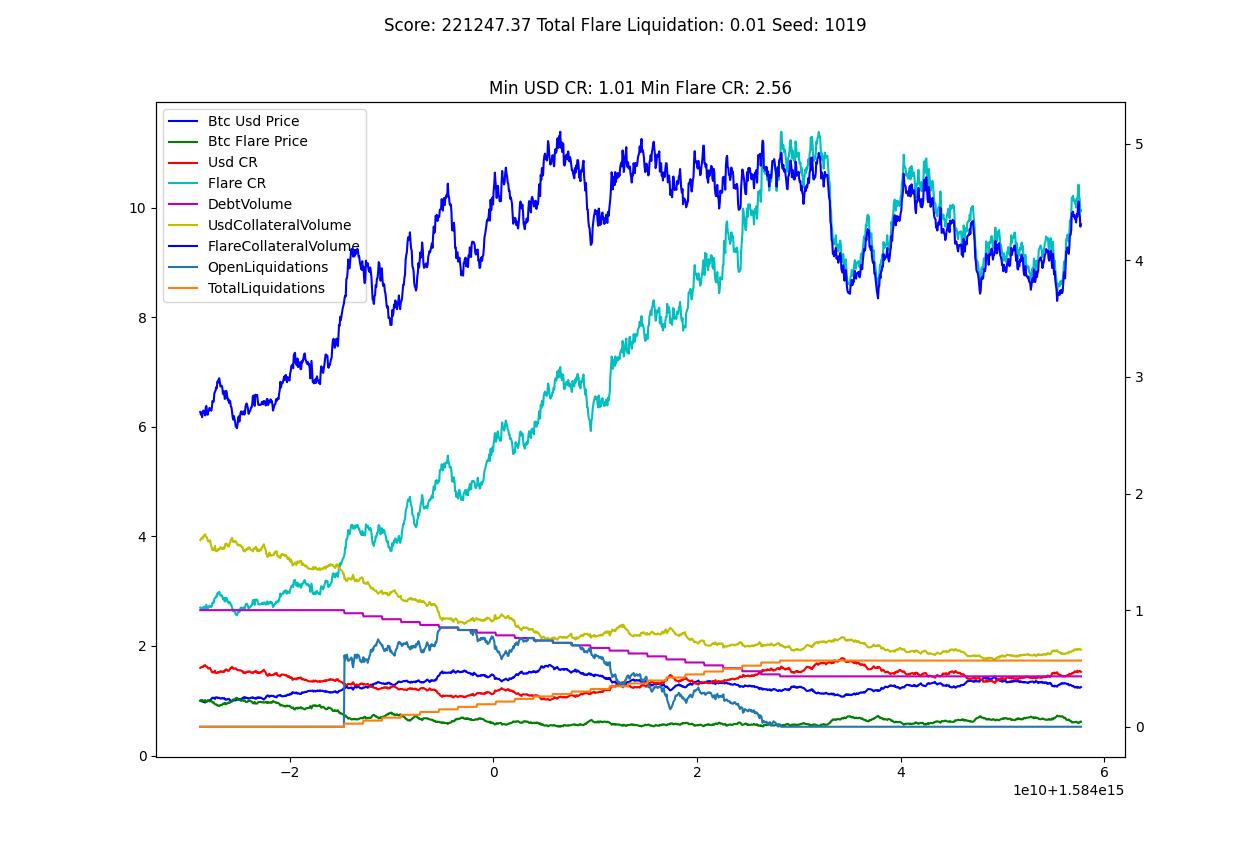 Score: 221247.37 Total Flare Liquidation: 0.01 Seed: 1019
Min USD CR: 1.01 Min Flare CR: 2.56
Btc Usd Price
Btc Flare Price
Usd CR
Flare CR
DebtVolume
UsdCollateralVolume
FlareCollateralVolume
OpenLiquidations
TotalLiquidations
10
8
6
4
2
0
5
4
3
2
1
0
−2 0 2 4 6
1e10+1.584e15